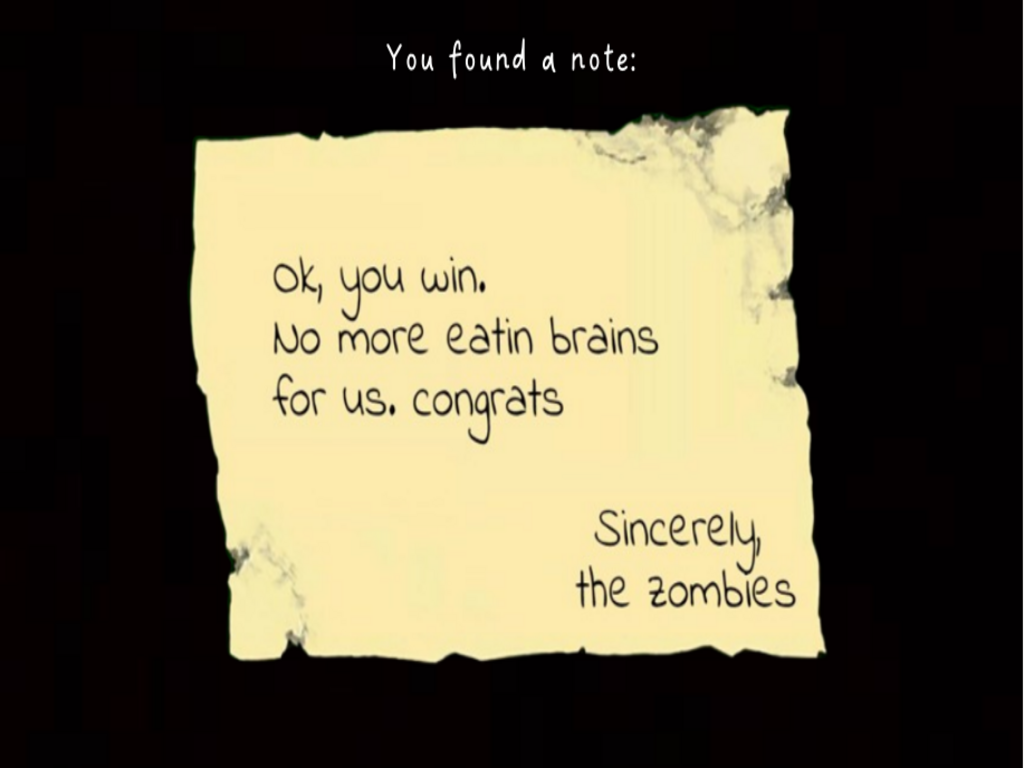 You found a note:
Ok, you win.
No more eatin brains
for us. congrats
Sincerely,
the zombies